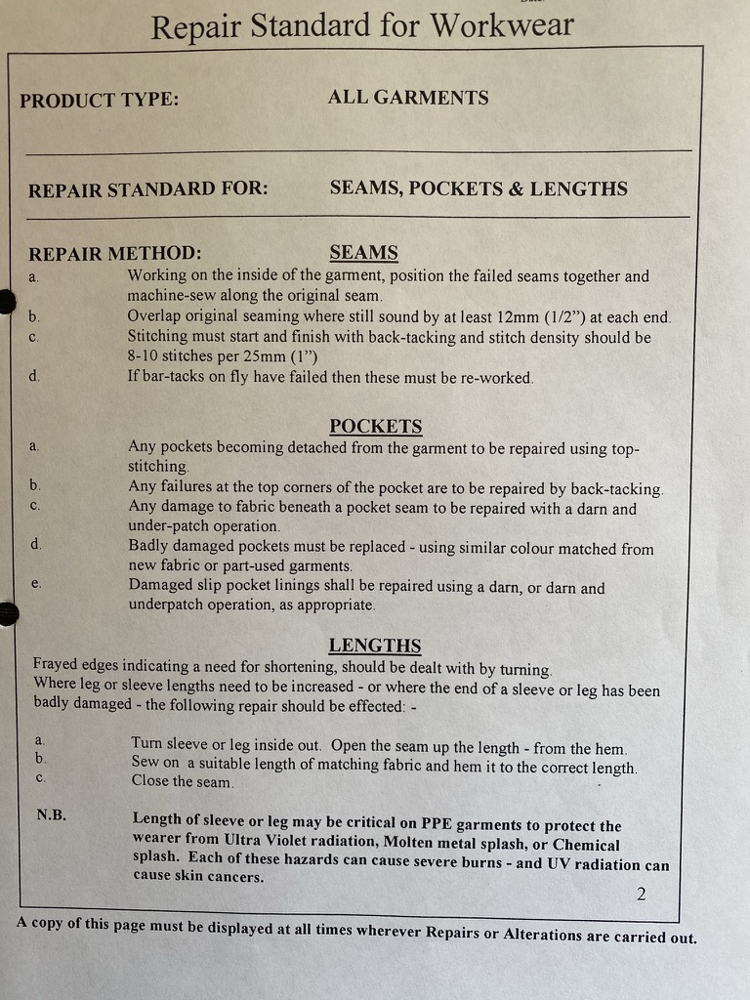 Repair Standard for Workwear
PRODUCT TYPE: ALL GARMENTS
REPAIR STANDARD FOR: SEAMS, POCKETS & LENGTHS
REPAIR METHOD: SEAMS
a. Working on the inside of the garment, position the failed seams together and
machine-sew along the original seam.
b. Overlap original seaming where still sound by at least 12mm (1/2”) at each end.
c. Stitching must start and finish with back-tacking and stitch density should be
8-10 stitches per 25mm (1”)
d. If bar-tacks on fly have failed then these must be re-worked.
POCKETS
a. Any pockets becoming detached from the garment to be repaired using top-
stitching.
b. Any failures at the top corners of the pocket are to be repaired by back-tacking.
c. Any damage to fabric beneath a pocket seam to be repaired with a darn and
under-patch operation.
d. Badly damaged pockets must be replaced - using similar colour matched from
new fabric or part-used garments.
e. Damaged slip pocket linings shall be repaired using a darn, or darn and
underpatch operation, as appropriate.
LENGTHS
Frayed edges indicating a need for shortening, should be dealt with by turning.
Where leg or sleeve lengths need to be increased - or where the end of a sleeve or leg has been
badly damaged - the following repair should be effected: -
a. Turn sleeve or leg inside out. Open the seam up the length - from the hem.
b. Sew on a suitable length of matching fabric and hem it to the correct length.
c. Close the seam.
N.B. Length of sleeve or leg may be critical on PPE garments to protect the
wearer from Ultra Violet radiation, Molten metal splash, or Chemical
splash. Each of these hazards can cause severe burns - and UV radiation can
cause skin cancers.
2
A copy of this page must be displayed at all times wherever Repairs or Alterations are carried out.